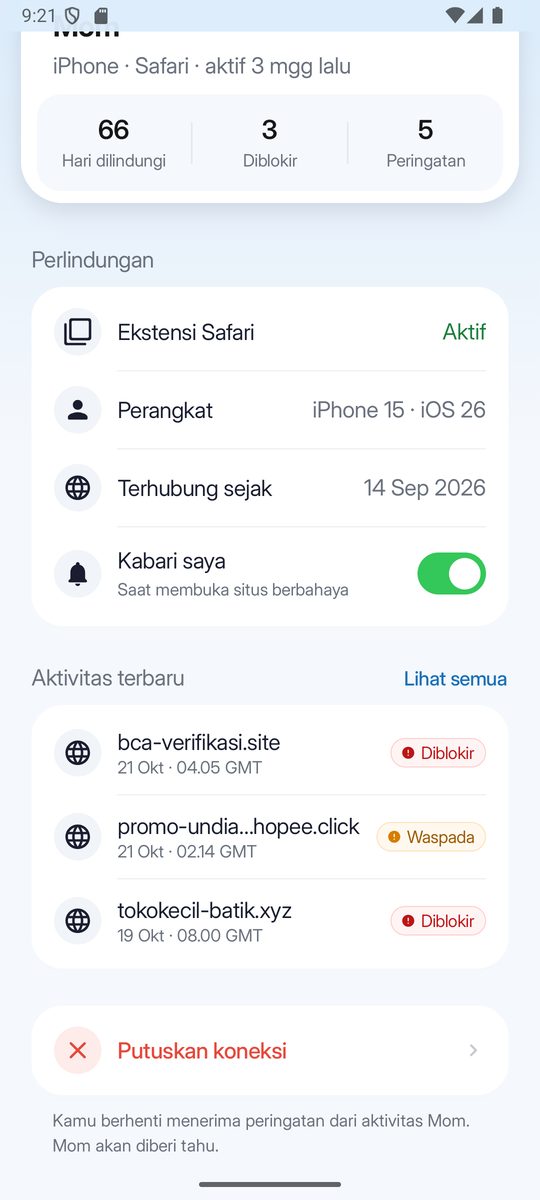 9:21
Mom
iPhone · Safari · aktif 3 mgg lalu
66
Hari dilindungi
3
Diblokir
5
Peringatan
Perlindungan
Ekstensi Safari
Aktif
Perangkat
iPhone 15 · iOS 26
Terhubung sejak
14 Sep 2026
Kabari saya
Saat membuka situs berbahaya
Aktivitas terbaru
Lihat semua
bca-verifikasi.site
21 Okt · 04.05 GMT
Diblokir
promo-undia...hopee.click
21 Okt · 02.14 GMT
Waspada
tokokecil-batik.xyz
19 Okt · 08.00 GMT
Diblokir
Putuskan koneksi
Kamu berhenti menerima peringatan dari aktivitas Mom.
Mom akan diberi tahu.